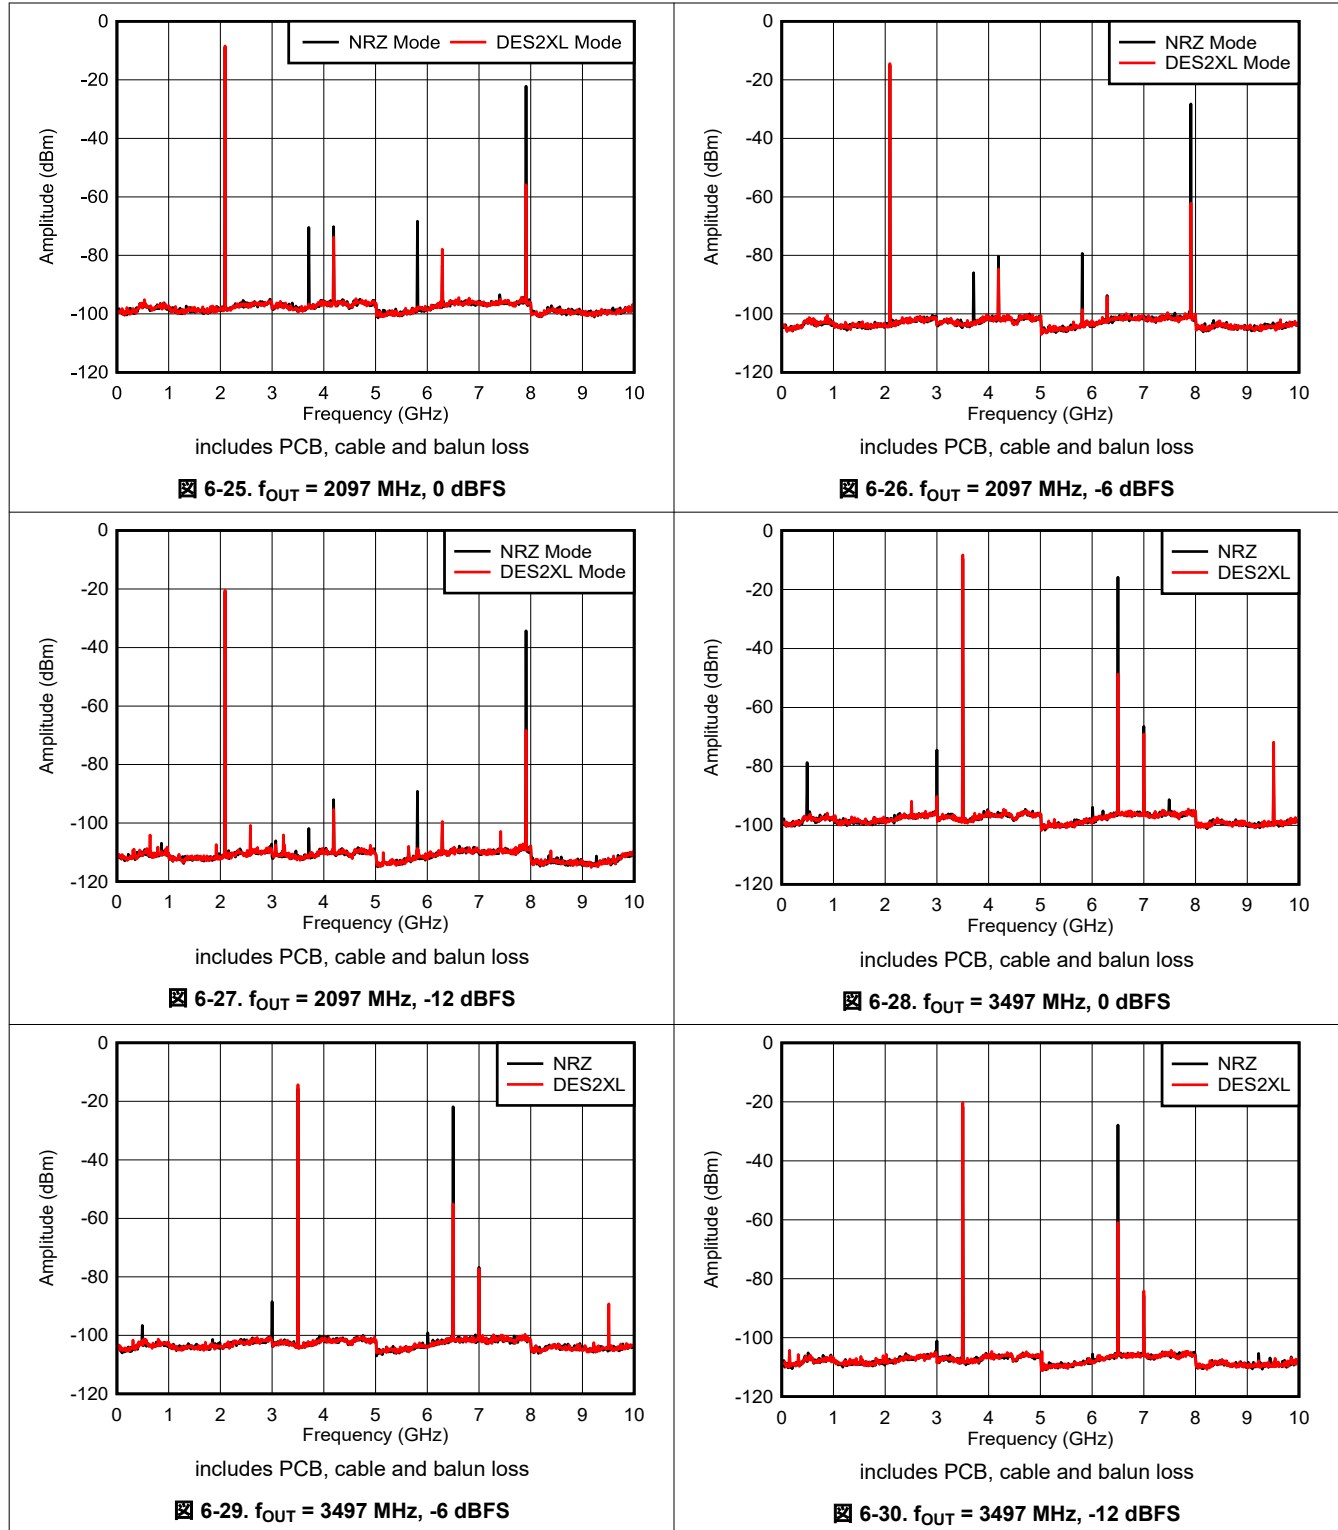 0
-20
-40
-60
-80
-100
-120
Amplitude (dBm)
NRZ Mode DES2XL Mode
0 1 2 3 4 5 6 7 8 9 10
Frequency (GHz)
includes PCB, cable and balun loss
図 6-25. fOUT = 2097 MHz, 0 dBFS
0
-20
-40
-60
-80
-100
-120
Amplitude (dBm)
NRZ Mode
DES2XL Mode
0 1 2 3 4 5 6 7 8 9 10
Frequency (GHz)
includes PCB, cable and balun loss
図 6-26. fOUT = 2097 MHz, -6 dBFS
0
-20
-40
-60
-80
-100
-120
Amplitude (dBm)
NRZ Mode
DES2XL Mode
0 1 2 3 4 5 6 7 8 9 10
Frequency (GHz)
includes PCB, cable and balun loss
図 6-27. fOUT = 2097 MHz, -12 dBFS
0
-20
-40
-60
-80
-100
-120
Amplitude (dBm)
NRZ
DES2XL
0 1 2 3 4 5 6 7 8 9 10
Frequency (GHz)
includes PCB, cable and balun loss
図 6-28. fOUT = 3497 MHz, 0 dBFS
0
-20
-40
-60
-80
-100
-120
Amplitude (dBm)
NRZ
DES2XL
0 1 2 3 4 5 6 7 8 9 10
Frequency (GHz)
includes PCB, cable and balun loss
図 6-29. fOUT = 3497 MHz, -6 dBFS
0
-20
-40
-60
-80
-100
-120
Amplitude (dBm)
NRZ
DES2XL
0 1 2 3 4 5 6 7 8 9 10
Frequency (GHz)
includes PCB, cable and balun loss
図 6-30. fOUT = 3497 MHz, -12 dBFS